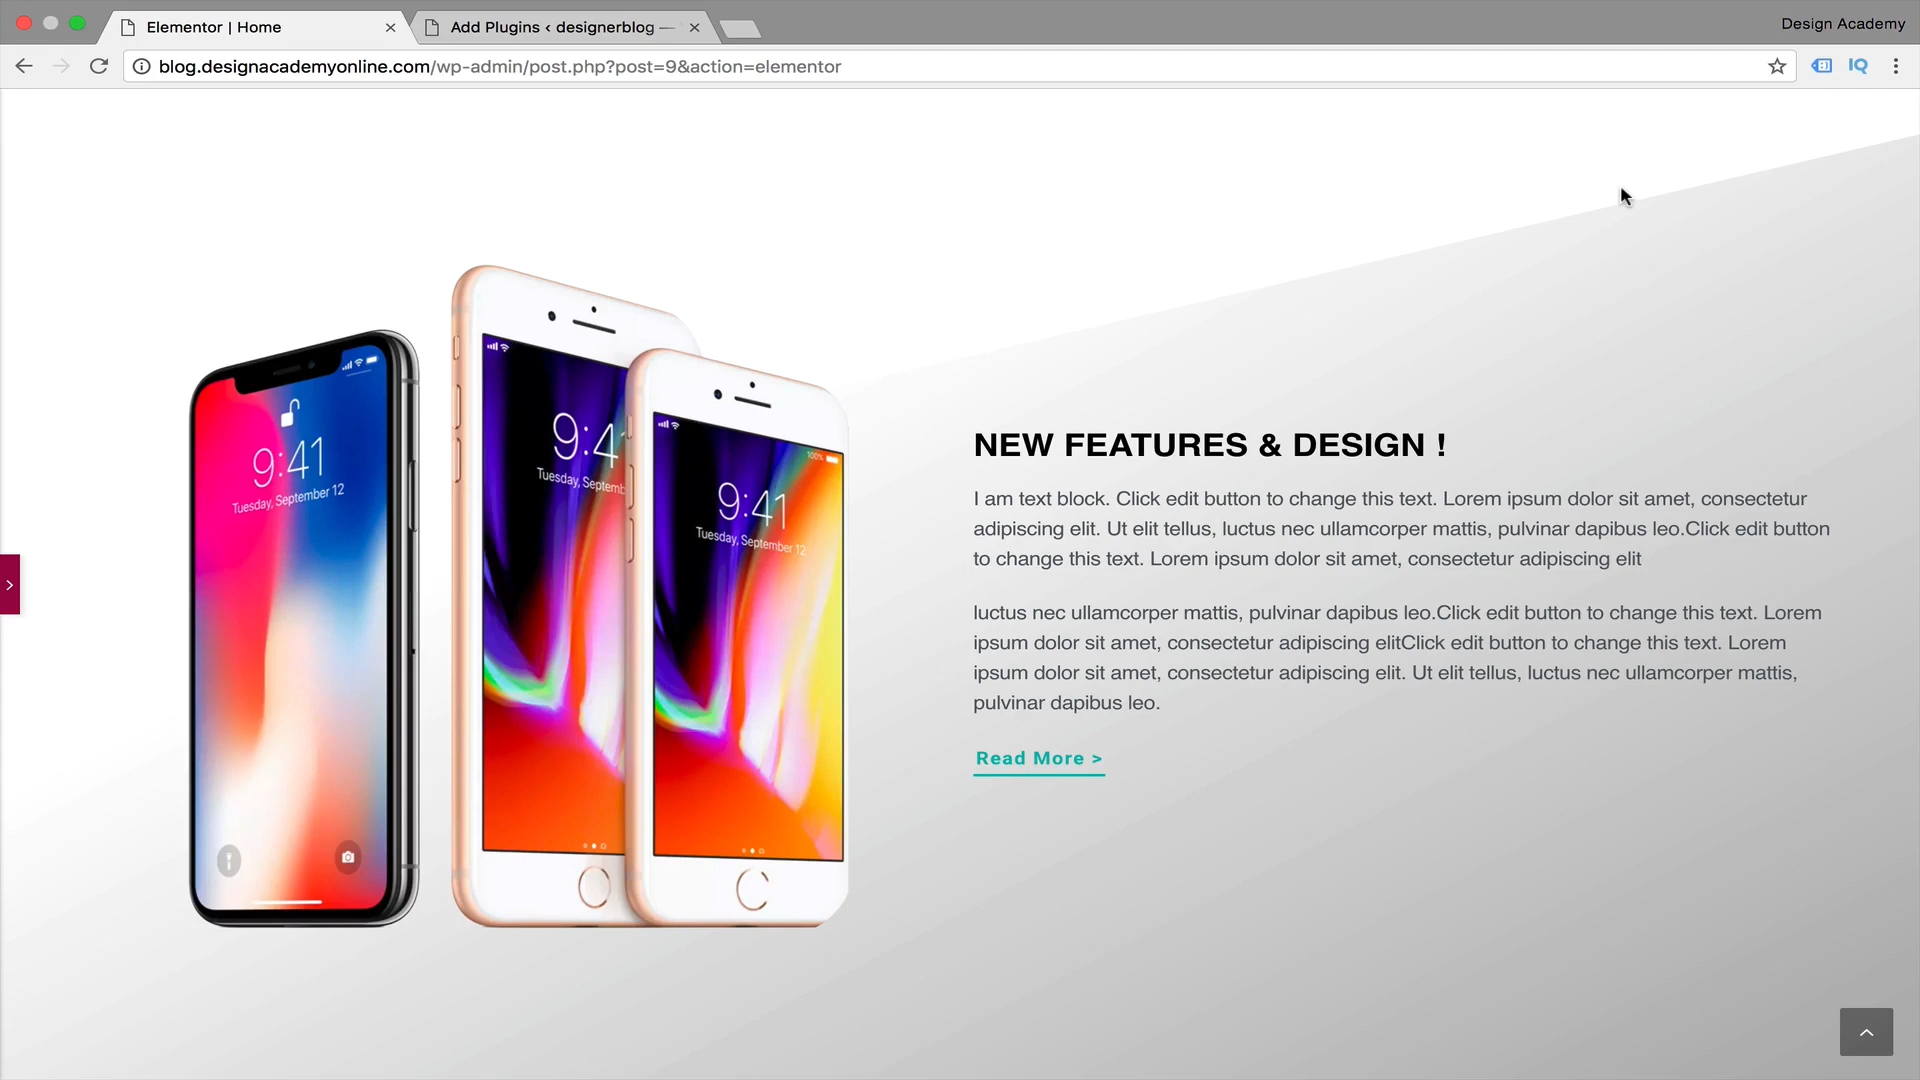 Elementor | Home
Add Plugins ‹ designerblog —
Design Academy
blog.designacademyonline.com/wp-admin/post.php?post=9&action=elementor
IQ
9:41
Tuesday, September 12
9:4
Tuesday, Septemb
100%
9:41
Tuesday, September 12
NEW FEATURES & DESIGN !
I am text block. Click edit button to change this text. Lorem ipsum dolor sit amet, consectetur
adipiscing elit. Ut elit tellus, luctus nec ullamcorper mattis, pulvinar dapibus leo.Click edit button
to change this text. Lorem ipsum dolor sit amet, consectetur adipiscing elit
luctus nec ullamcorper mattis, pulvinar dapibus leo.Click edit button to change this text. Lorem
ipsum dolor sit amet, consectetur adipiscing elitClick edit button to change this text. Lorem
ipsum dolor sit amet, consectetur adipiscing elit. Ut elit tellus, luctus nec ullamcorper mattis,
pulvinar dapibus leo.
Read More >